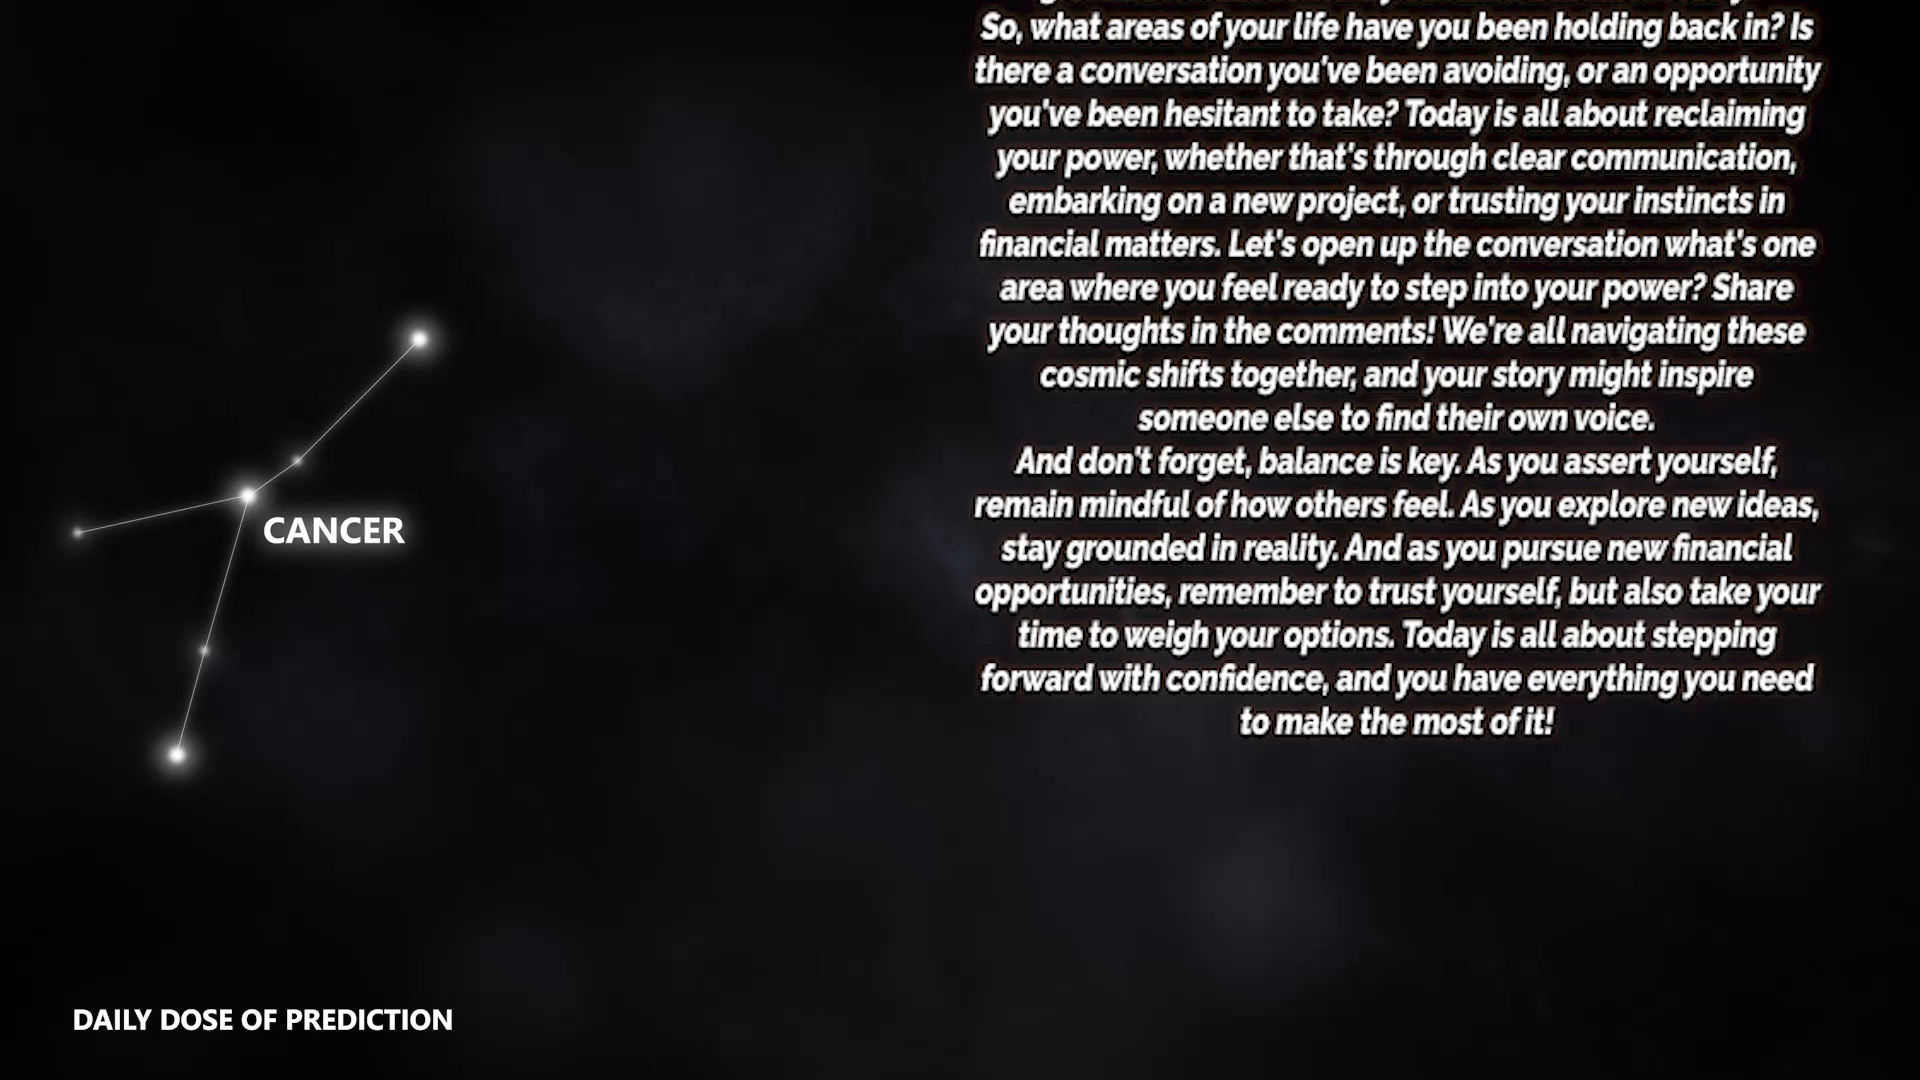 So, what areas of your life have you been holding back in? Is
there a conversation you've been avoiding, or an opportunity
you've been hesitant to take? Today is all about reclaiming
your power, whether that's through clear communication,
embarking on a new project, or trusting your instincts in
financial matters. Let's open up the conversation what's one
area where you feel ready to step into your power? Share
your thoughts in the comments! We're all navigating these
cosmic shifts together, and your story might inspire
someone else to find their own voice.
And don't forget, balance is key. As you assert yourself,
remain mindful of how others feel. As you explore new ideas,
stay grounded in reality. And as you pursue new financial
opportunities, remember to trust yourself, but also take your
time to weigh your options. Today is all about stepping
forward with confidence, and you have everything you need
to make the most of it!
CANCER
DAILY DOSE OF PREDICTION